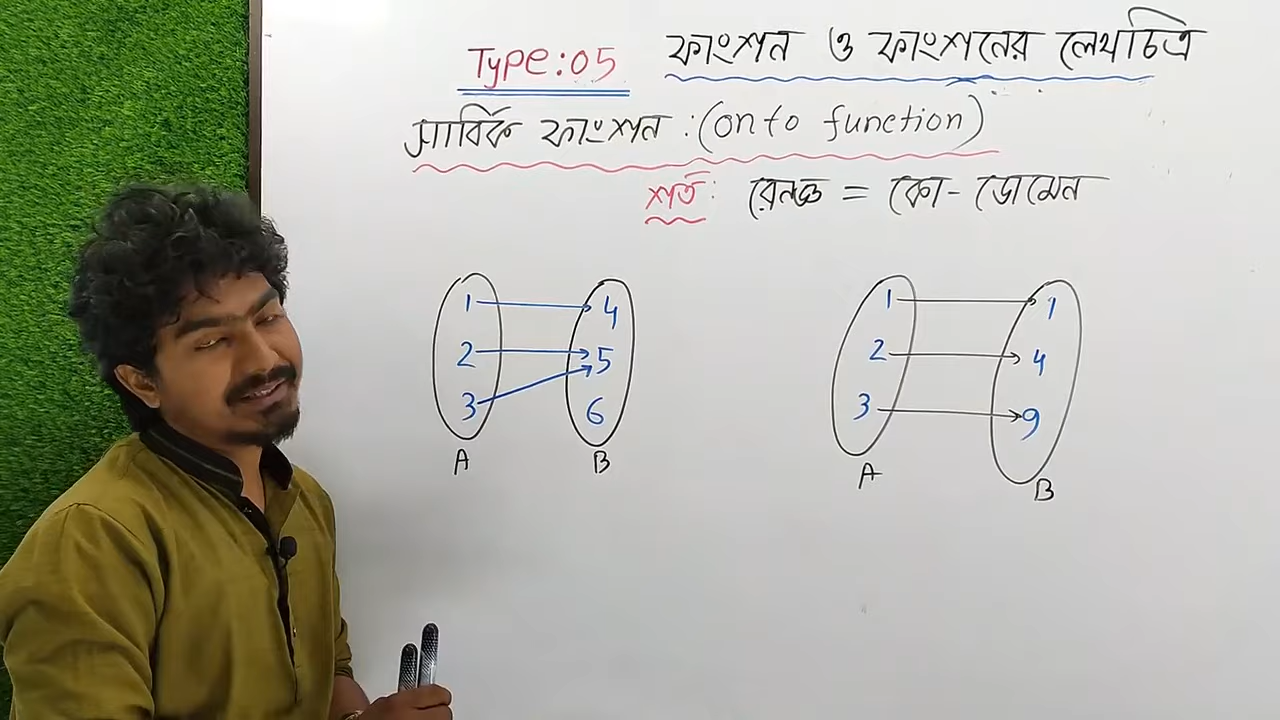 Type:05 ফাংশন ও ফাংশনের লেখচিত্র
সার্বিক ফাংশন : (onto function)
শর্ত: রেনজ্ঞ = কো-ডোমেন
1 4 1 1
2 5 2 4
3 6 3 9
A B A B